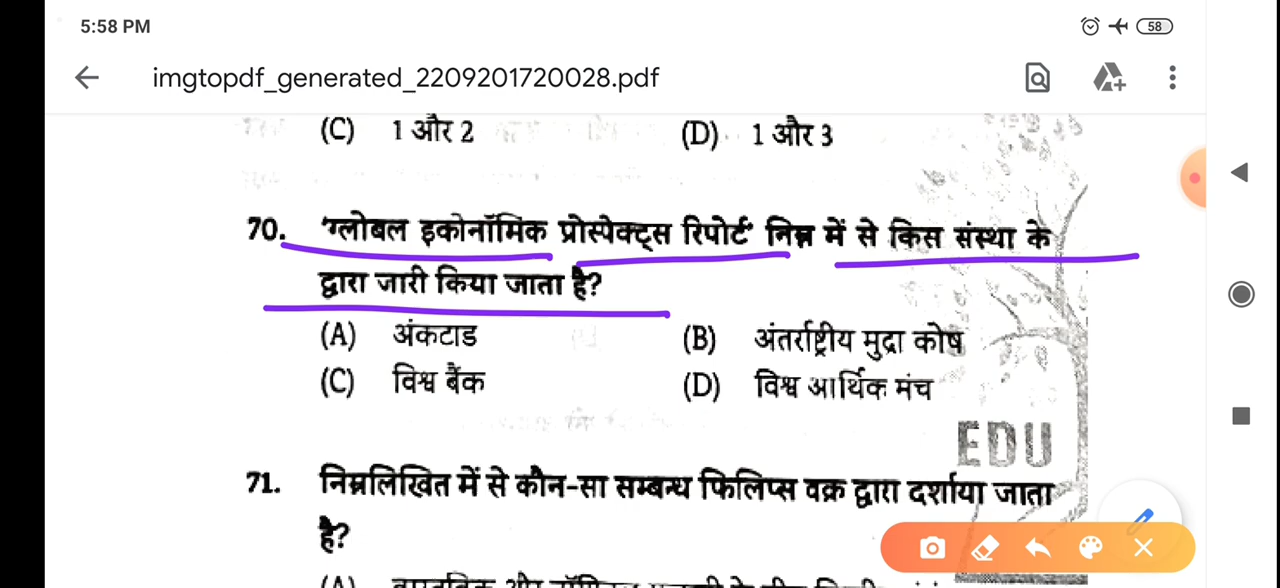 5:58 PM
58
imgtopdf_generated_2209201720028.pdf
(C) 1 और 2 (D) 1 और 3
70. 'ग्लोबल इकोनॉमिक प्रोस्पेक्ट्स रिपोर्ट' निम्न में से किस संस्था के
द्वारा जारी किया जाता है?
(A) अंकटाड (B) अंतर्राष्ट्रीय मुद्रा कोष
(C) विश्व बैंक (D) विश्व आर्थिक मंच
EDU
71. निम्नलिखित में से कौन-सा सम्बन्ध फिलिप्स वक्र द्वारा दर्शाया जाता
है?
(A)